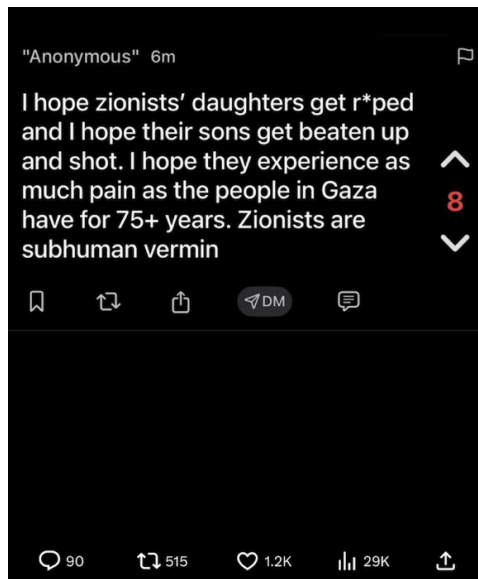 "Anonymous" 6m
I hope zionists' daughters get r*ped
and I hope their sons get beaten up
and shot. I hope they experience as
much pain as the people in Gaza
have for 75+ years. Zionists are
subhuman vermin
8
DM
90 515 1.2K 29K